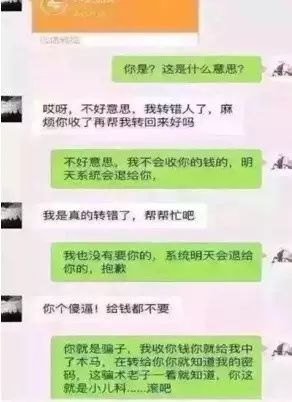 你是？这是什么意思？
哎呀，不好意思，我转错人了，麻
烦你收了再帮我转回来好吗
不好意思。我不会收你的钱的，明
天系统会退给你，
我是真的转错了，帮帮忙吧
我也没有要你的，系统明天会退给
你的，抱歉
你个傻逼！给钱都不要
你就是骗子，我收你钱你就给我中
了木马，在转给你你就知道我的密
码，这骗术老子一看就知道，你这
就是小儿科......滚吧